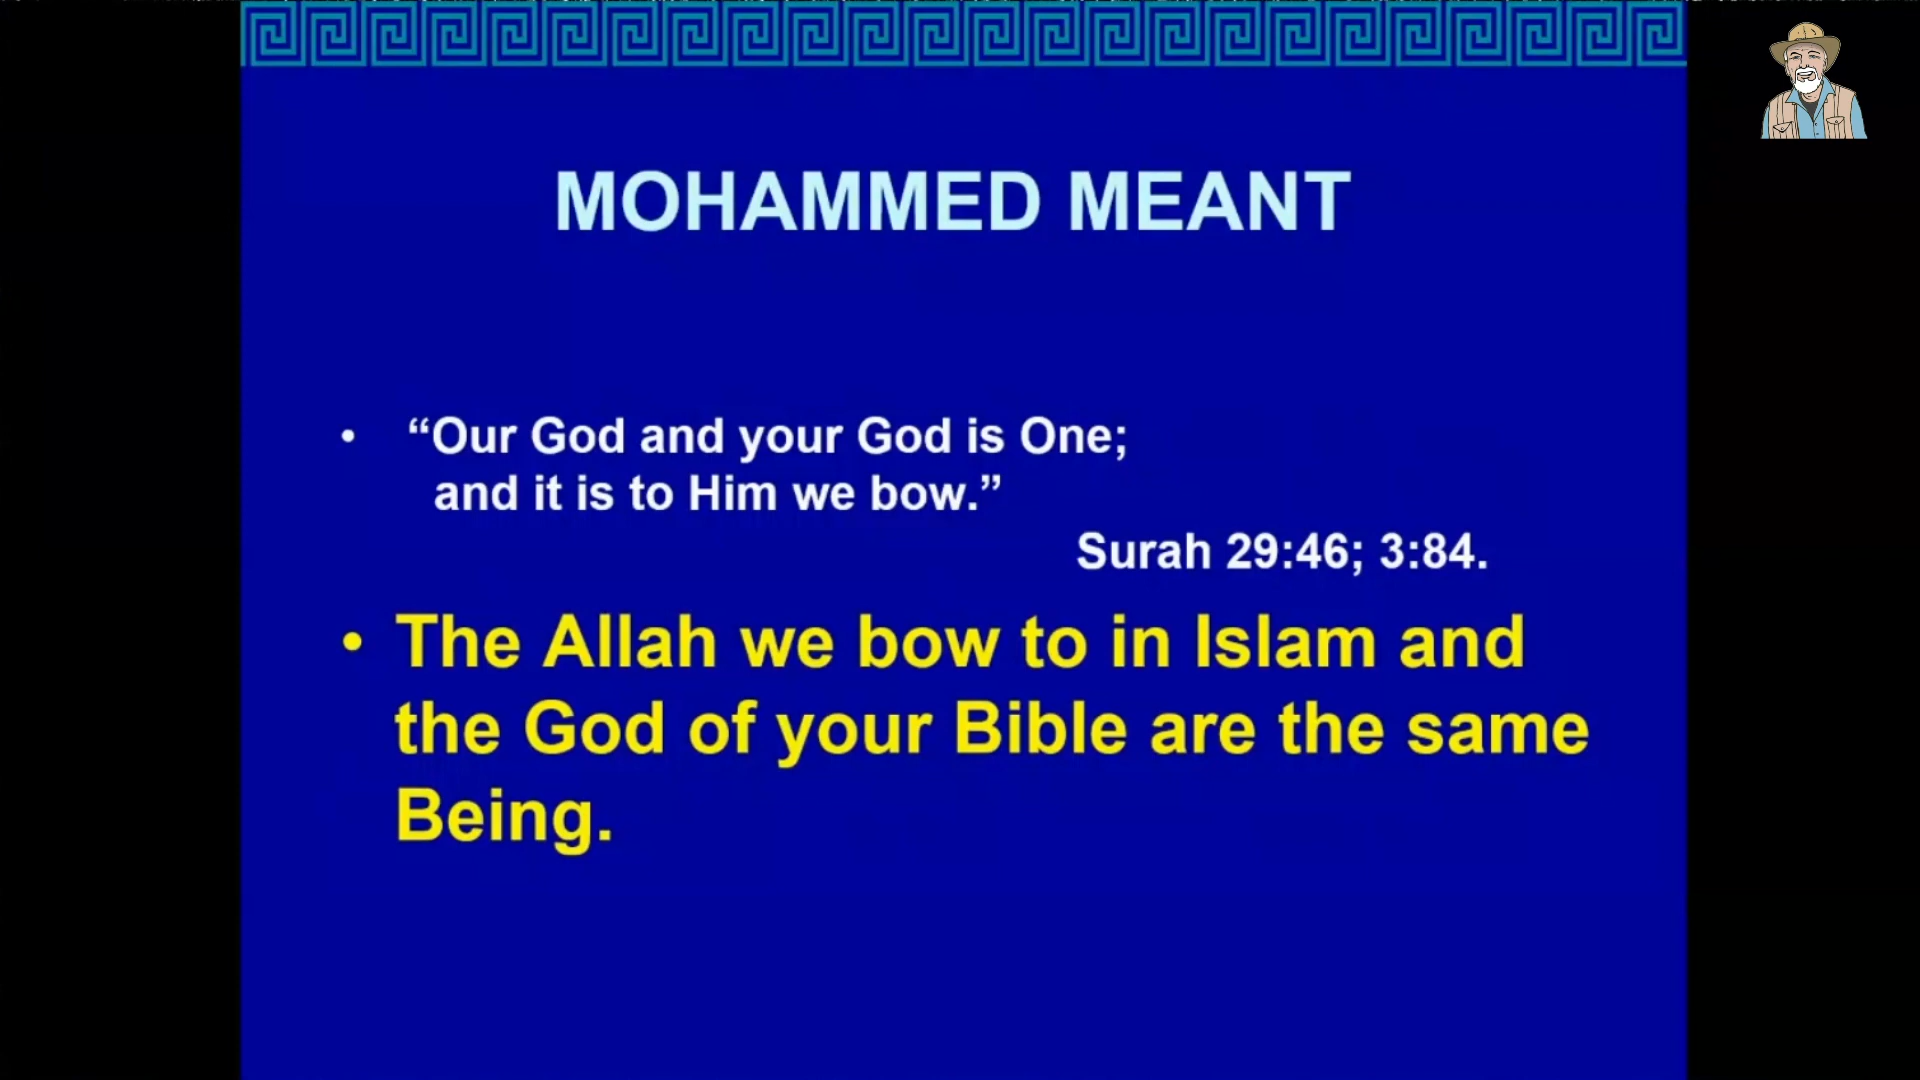 MOHAMMED MEANT
• “Our God and your God is One;
and it is to Him we bow.”
Surah 29:46; 3:84.
• The Allah we bow to in Islam and
the God of your Bible are the same
Being.